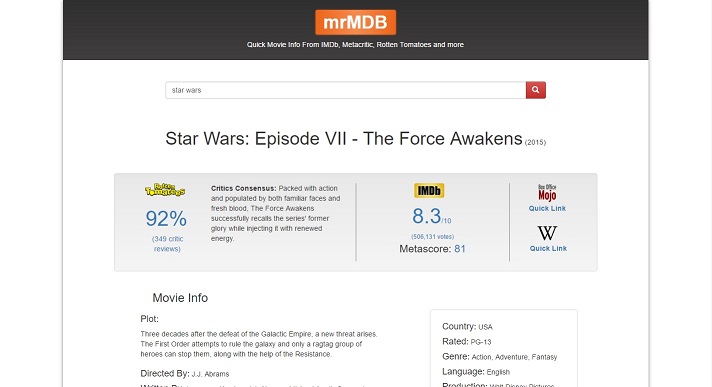 mrMDB
Quick Movie Info From IMDb, Metacritic, Rotten Tomatoes and more
star wars
Star Wars: Episode VII - The Force Awakens (2015)
Rotten
Tomatoes
92%
(349 critic
reviews)
Critics Consensus: Packed with action
and populated by both familiar faces and
fresh blood, The Force Awakens
successfully recalls the series' former
glory while injecting it with renewed
energy.
IMDb
8.3/10
(506,131 votes)
Metascore: 81
Box Office
Mojo
Quick Link
W
Quick Link
Movie Info
Plot:
Three decades after the defeat of the Galactic Empire, a new threat arises.
The First Order attempts to rule the galaxy and only a ragtag group of
heroes can stop them, along with the help of the Resistance.
Directed By: J.J. Abrams
Country: USA
Rated: PG-13
Genre: Action, Adventure, Fantasy
Language: English
Production: Walt Disney Pictures